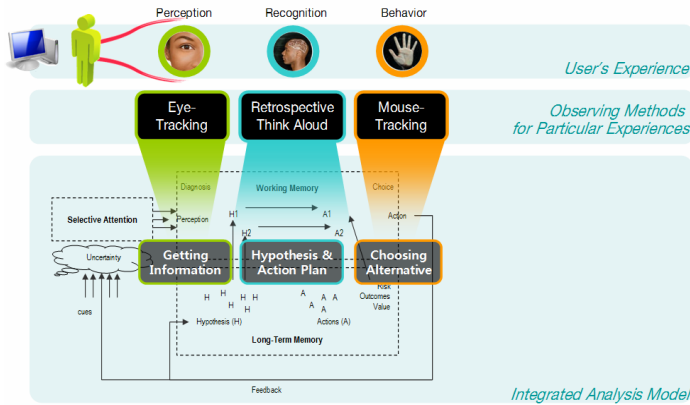 Perception
Recognition
Behavior
User's Experience
Eye-
Tracking
Retrospective
Think Aloud
Mouse-
Tracking
Observing Methods
for Particular Experiences
Diagnosis
Working Memory
Choice
Selective Attention
Perception
H1
A1
Action
H2
A2
Uncertainty
Getting
Information
Hypothesis &
Action Plan
Choosing
Alternative
cues
H H H H
H H H
A A A
A A
Risk
Outcomes
Value
Hypothesis (H)
Actions (A)
Long-Term Memory
Feedback
Integrated Analysis Model